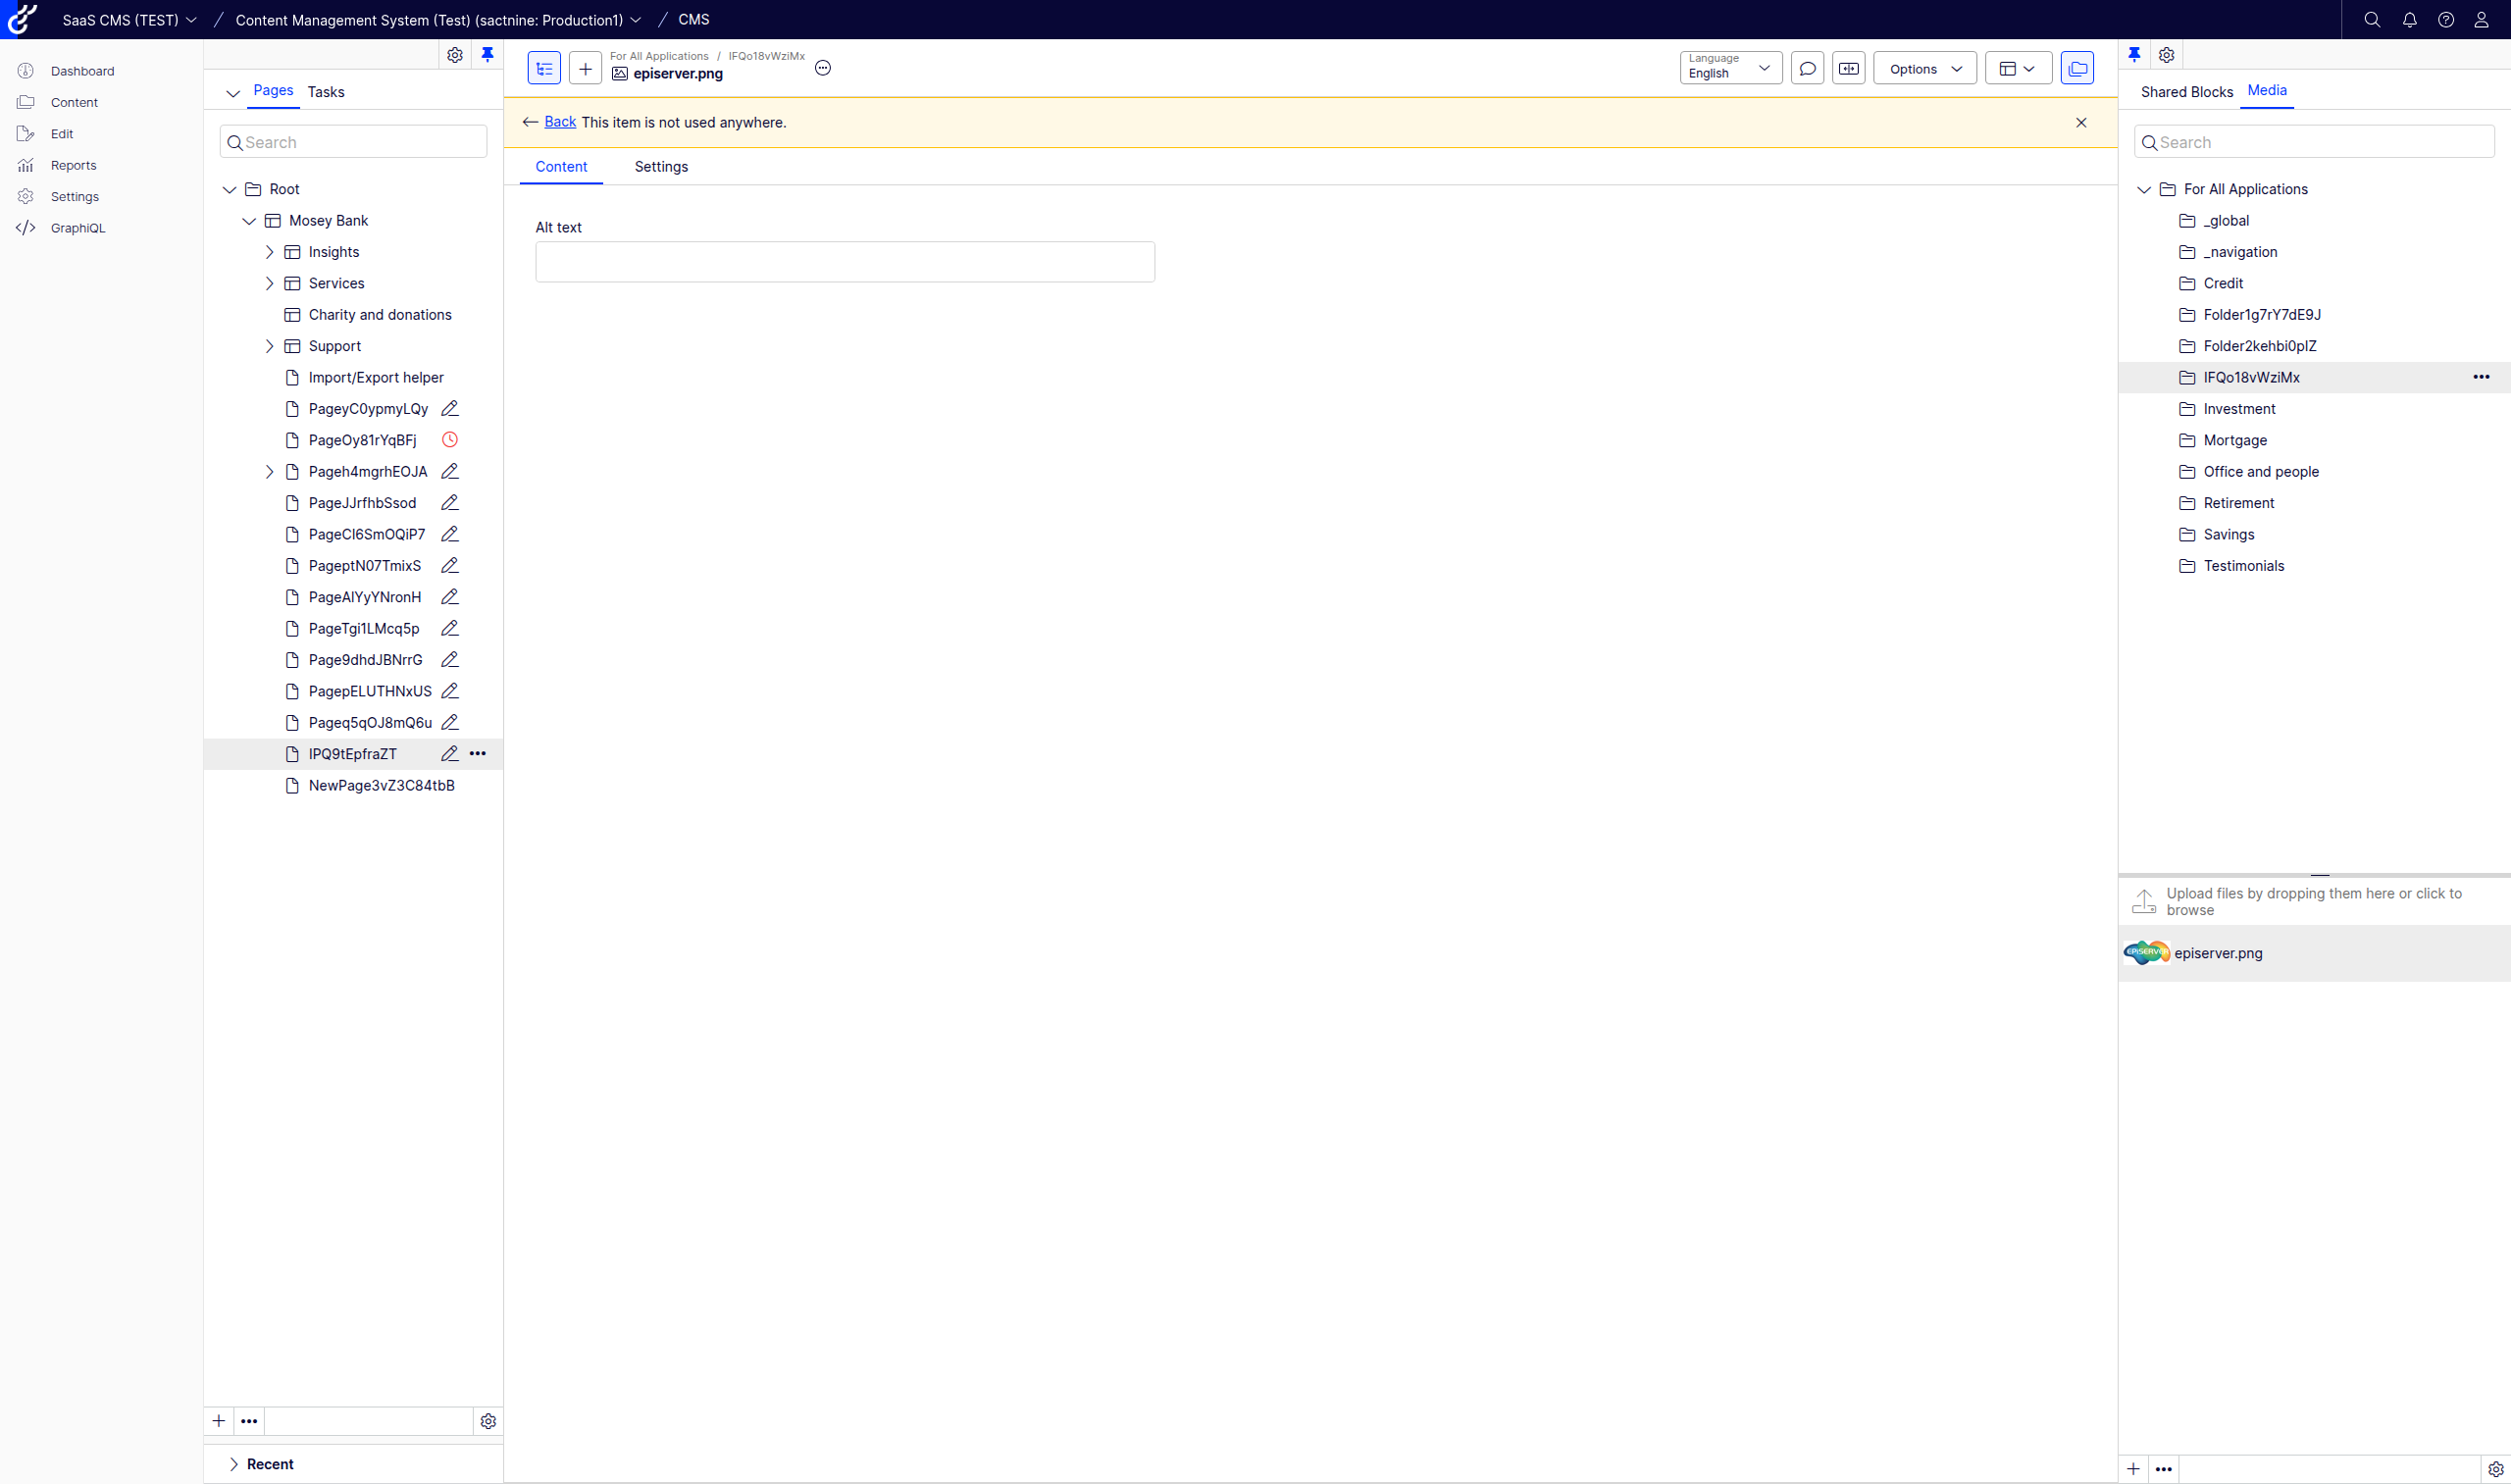 SaaS CMS (TEST) / Content Management System (Test) (sactnine: Production1) / CMS
Dashboard
Content
Edit
Reports
Settings
GraphiQL
Pages Tasks
Search
Root
Mosey Bank
Insights
Services
Charity and donations
Support
Import/Export helper
PageyC0ypmyLQy
PageOy81rYqBFj
Pageh4mgrhEOJA
PageJJrfhbSsod
PageCl6SmOQiP7
PageptN07TmixS
PageAlYyYNronH
PageTgi1LMcq5p
Page9dhdJBNrrG
PagepELUTHNxUS
Pageq5qOJ8mQ6u
IPQ9tEpfraZT
NewPage3vZ3C84tbB
Recent
For All Applications / IFQo18vWziMx
episerver.png
Language
English
Options
Back This item is not used anywhere.
Content Settings
Alt text
Shared Blocks Media
Search
For All Applications
_global
_navigation
Credit
Folder1g7rY7dE9J
Folder2kehbi0pIZ
IFQo18vWziMx
Investment
Mortgage
Office and people
Retirement
Savings
Testimonials
Upload files by dropping them here or click to
browse
EPISERVER
episerver.png